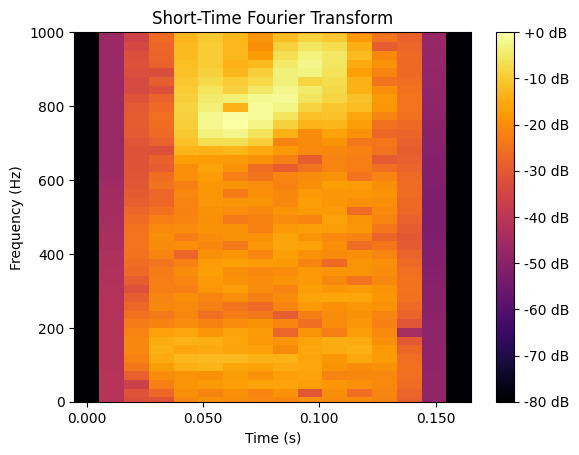 Short-Time Fourier Transform
Frequency (Hz)
1000
800
600
400
200
0
0.000
0.050
0.100
0.150
Time (s)
+0 dB
-10 dB
-20 dB
-30 dB
-40 dB
-50 dB
-60 dB
-70 dB
-80 dB